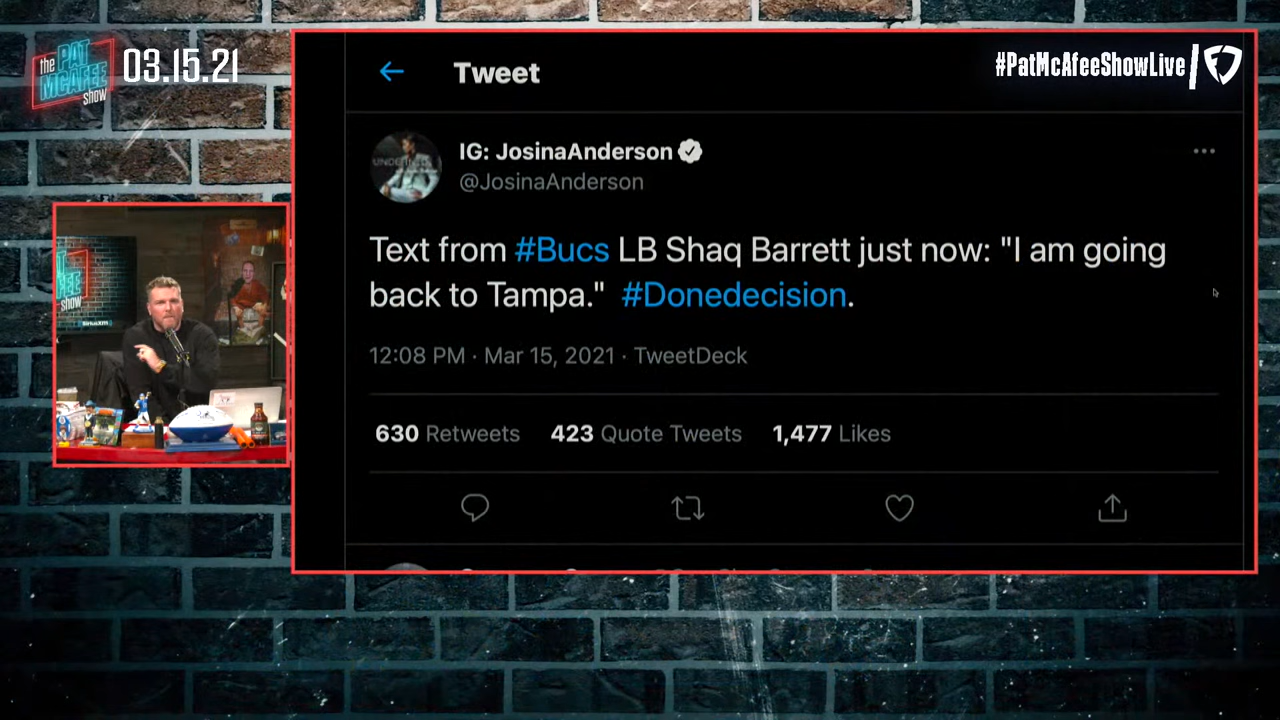 the PAT McAFEE show
03.15.21
#PatMcAfeeShowLive
Tweet
IG: JosinaAnderson
@JosinaAnderson
Text from #Bucs LB Shaq Barrett just now: "I am going
back to Tampa."  #Donedecision.
12:08 PM · Mar 15, 2021 · TweetDeck
630 Retweets 423 Quote Tweets 1,477 Likes
show
SiriusXM